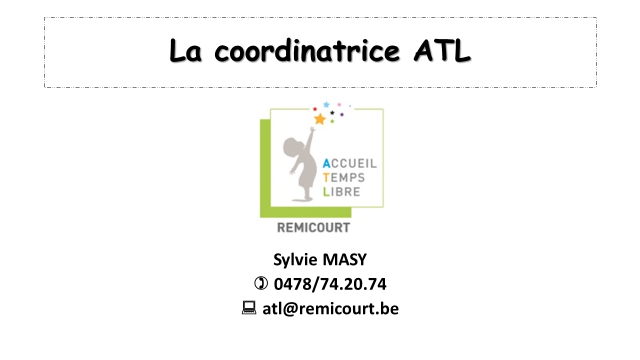 La coordinatrice ATL
ACCUEIL
TEMPS
LIBRE
REMICOURT
Sylvie MASY
0478/74.20.74
atl@remicourt.be